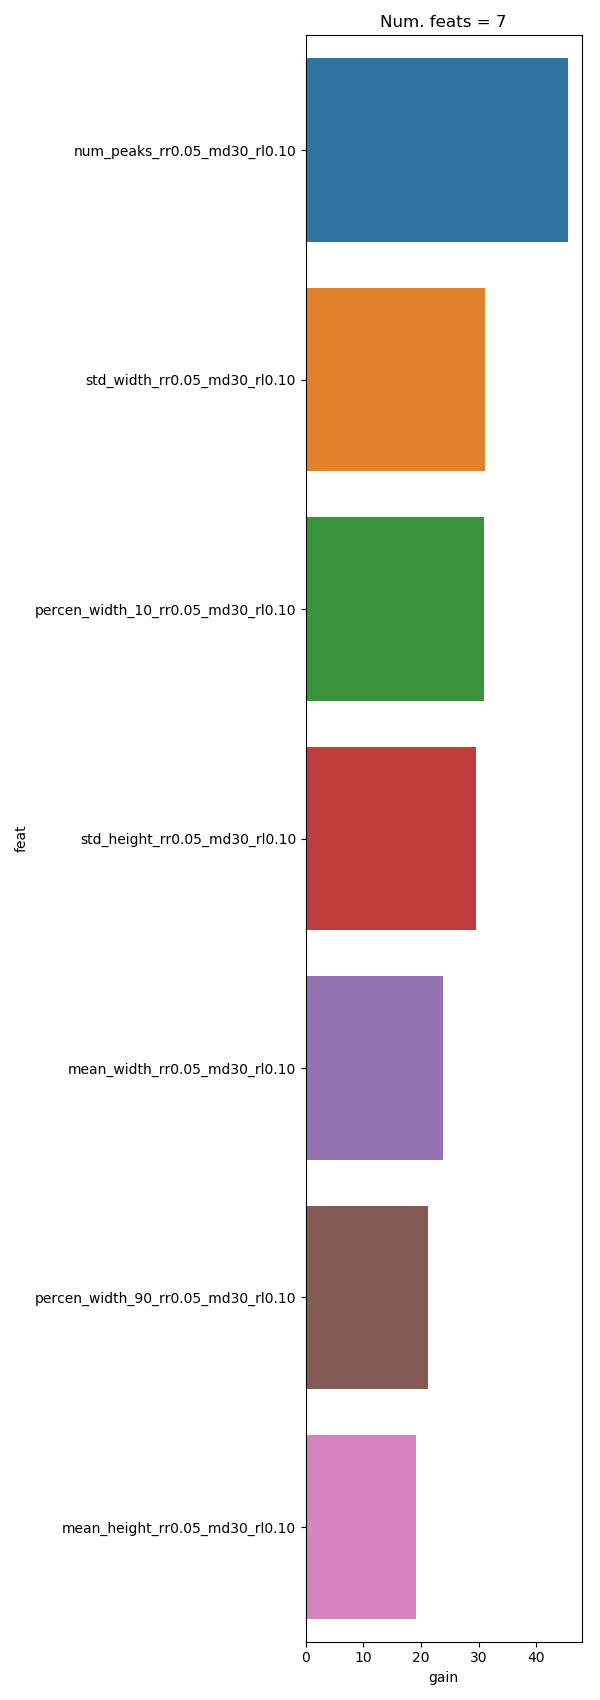 Num. feats = 7
num_peaks_rr0.05_md30_rl0.10
std_width_rr0.05_md30_rl0.10
percen_width_10_rr0.05_md30_rl0.10
std_height_rr0.05_md30_rl0.10
feat
mean_width_rr0.05_md30_rl0.10
percen_width_90_rr0.05_md30_rl0.10
mean_height_rr0.05_md30_rl0.10
0 10 20 30 40
gain